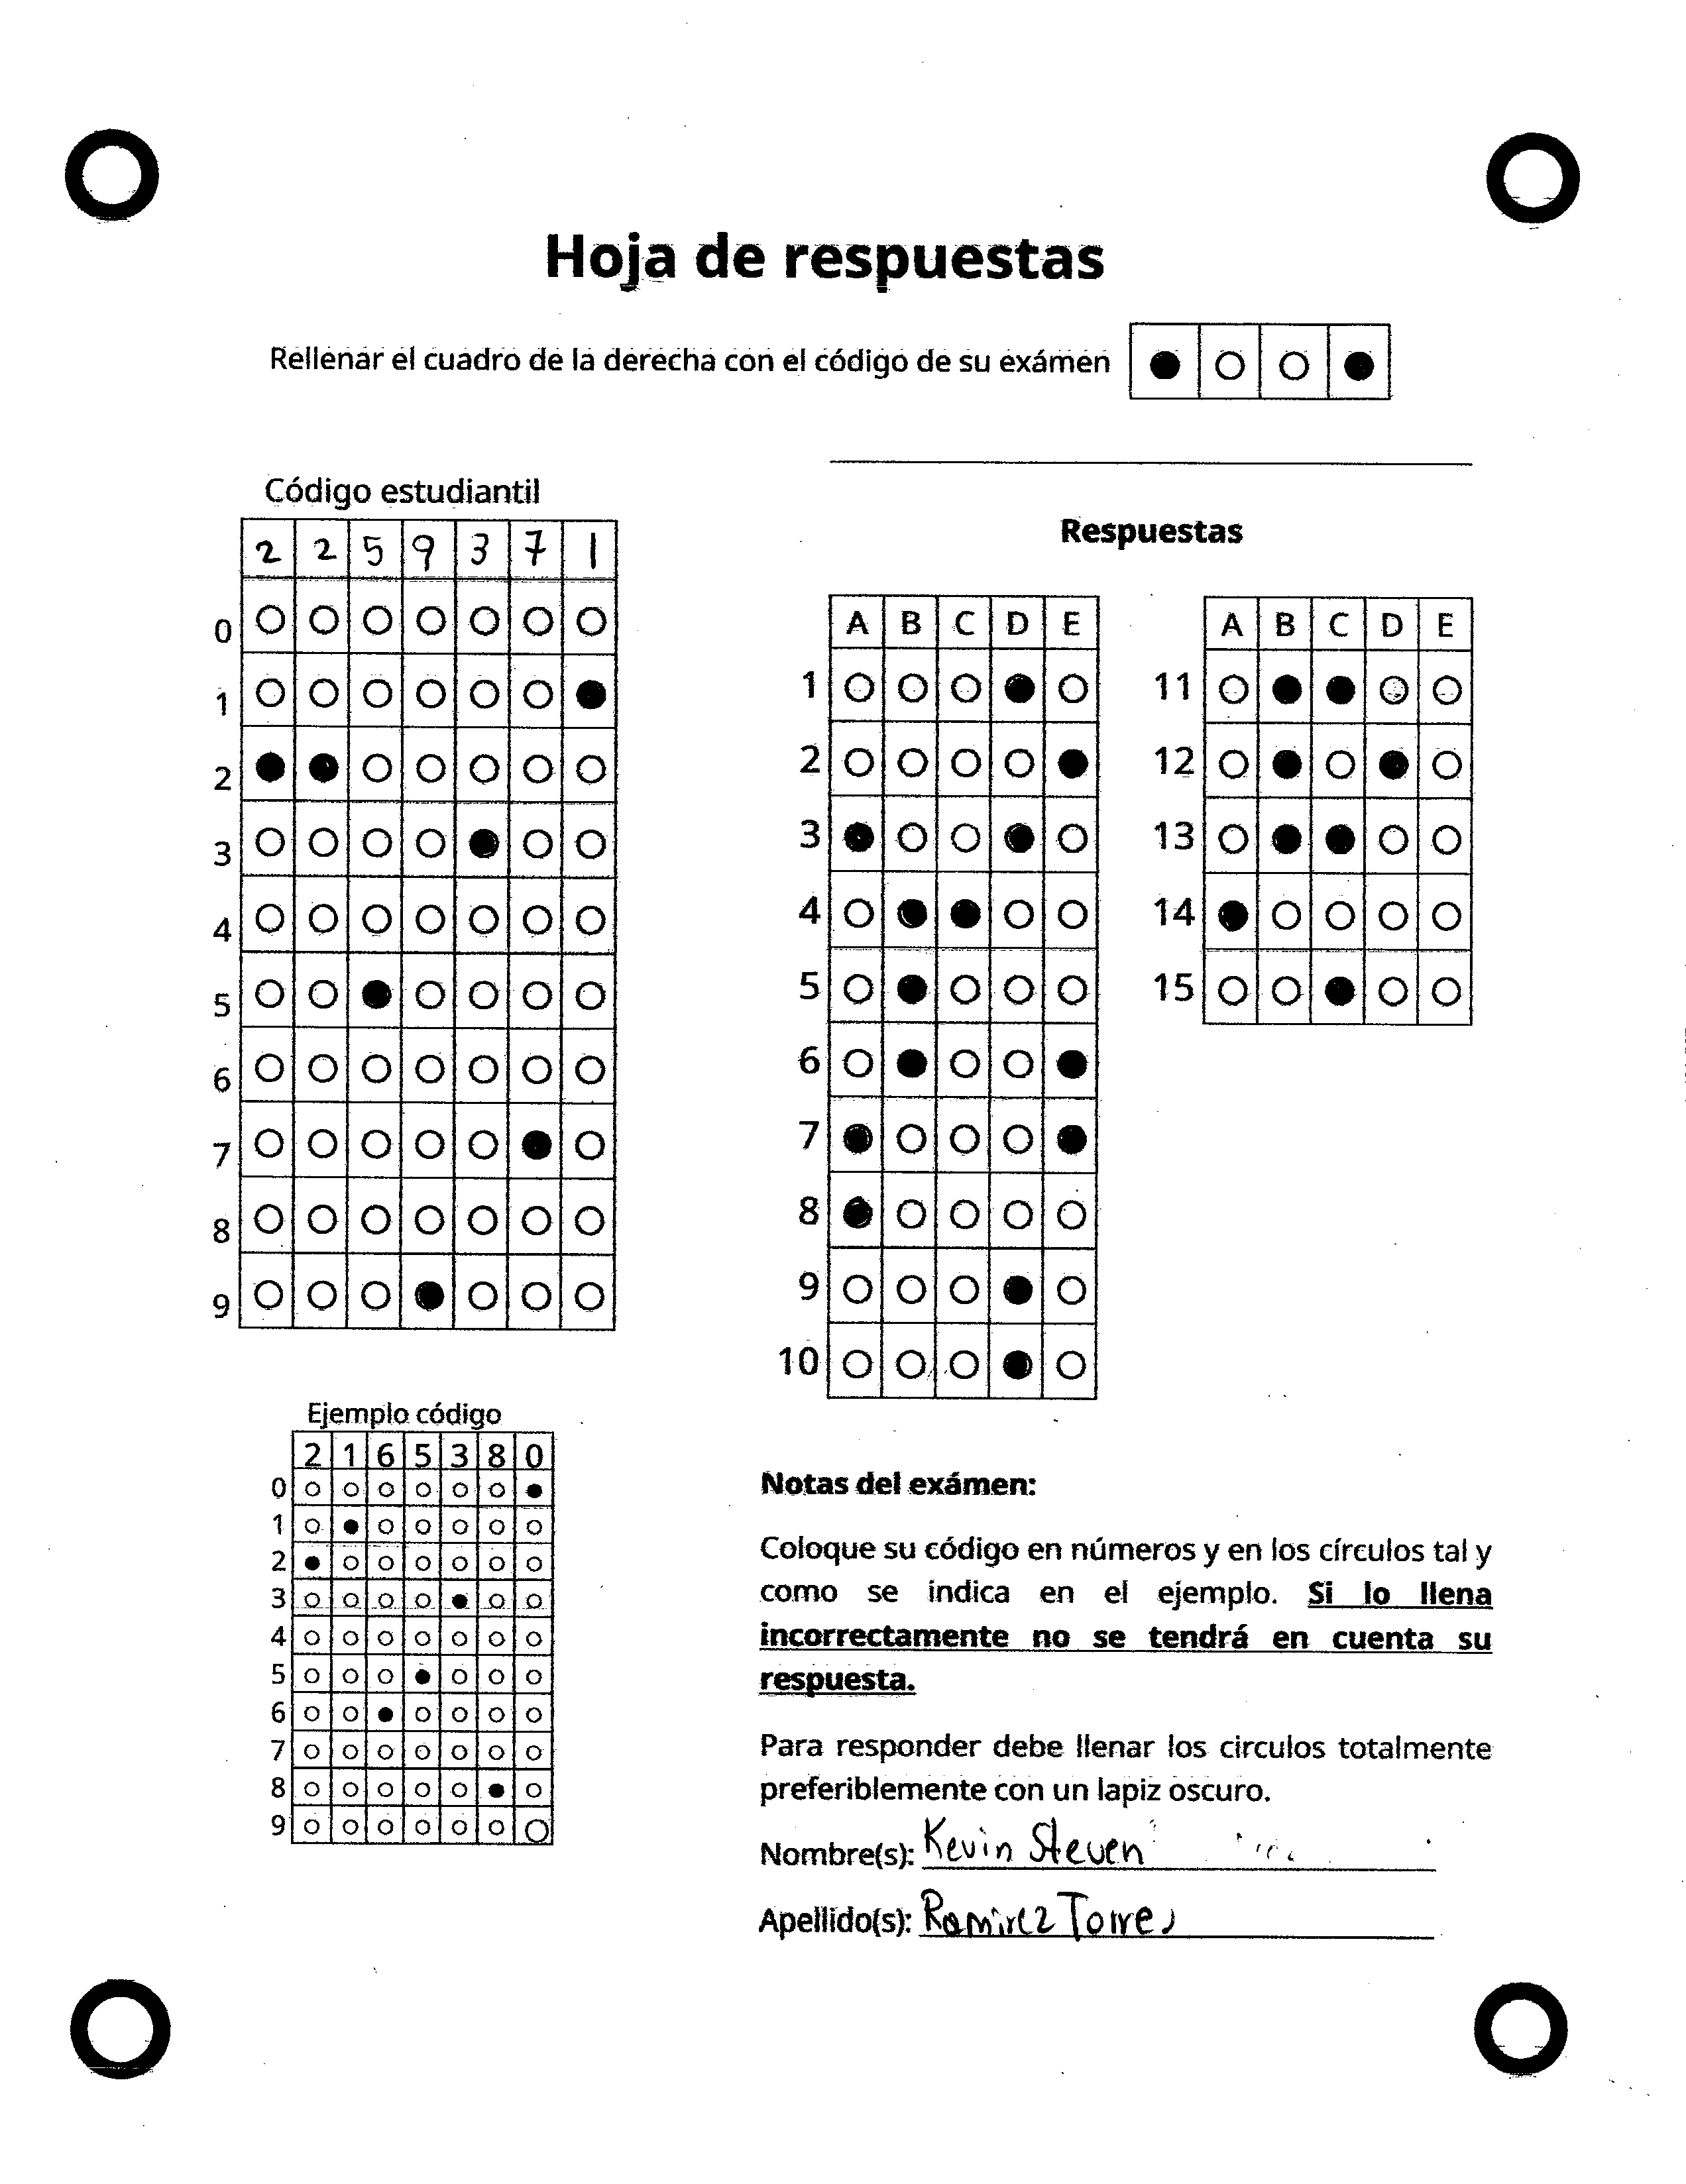 Hoja de respuestas
Rellenar el cuadro de la derecha con el código de su exámen
Código estudiantil
2 2 5 9 3 7 1
0
1
2
3
4
5
6
7
8
9
Respuestas
A B C D E
1
2
3
4
5
6
7
8
9
10
A B C D E
11
12
13
14
15
Ejemplo código
2 1 6 5 3 8 0
0
1
2
3
4
5
6
7
8
9
Notas del exámen:
Coloque su código en números y en los círculos tal y
como se indica en el ejemplo. Si lo llena
incorrectamente no se tendrá en cuenta su
respuesta.
Para responder debe llenar los circulos totalmente
preferiblemente con un lapiz oscuro.
Nombre(s): Kevin Steven
Apellido(s): Ramirez Torres